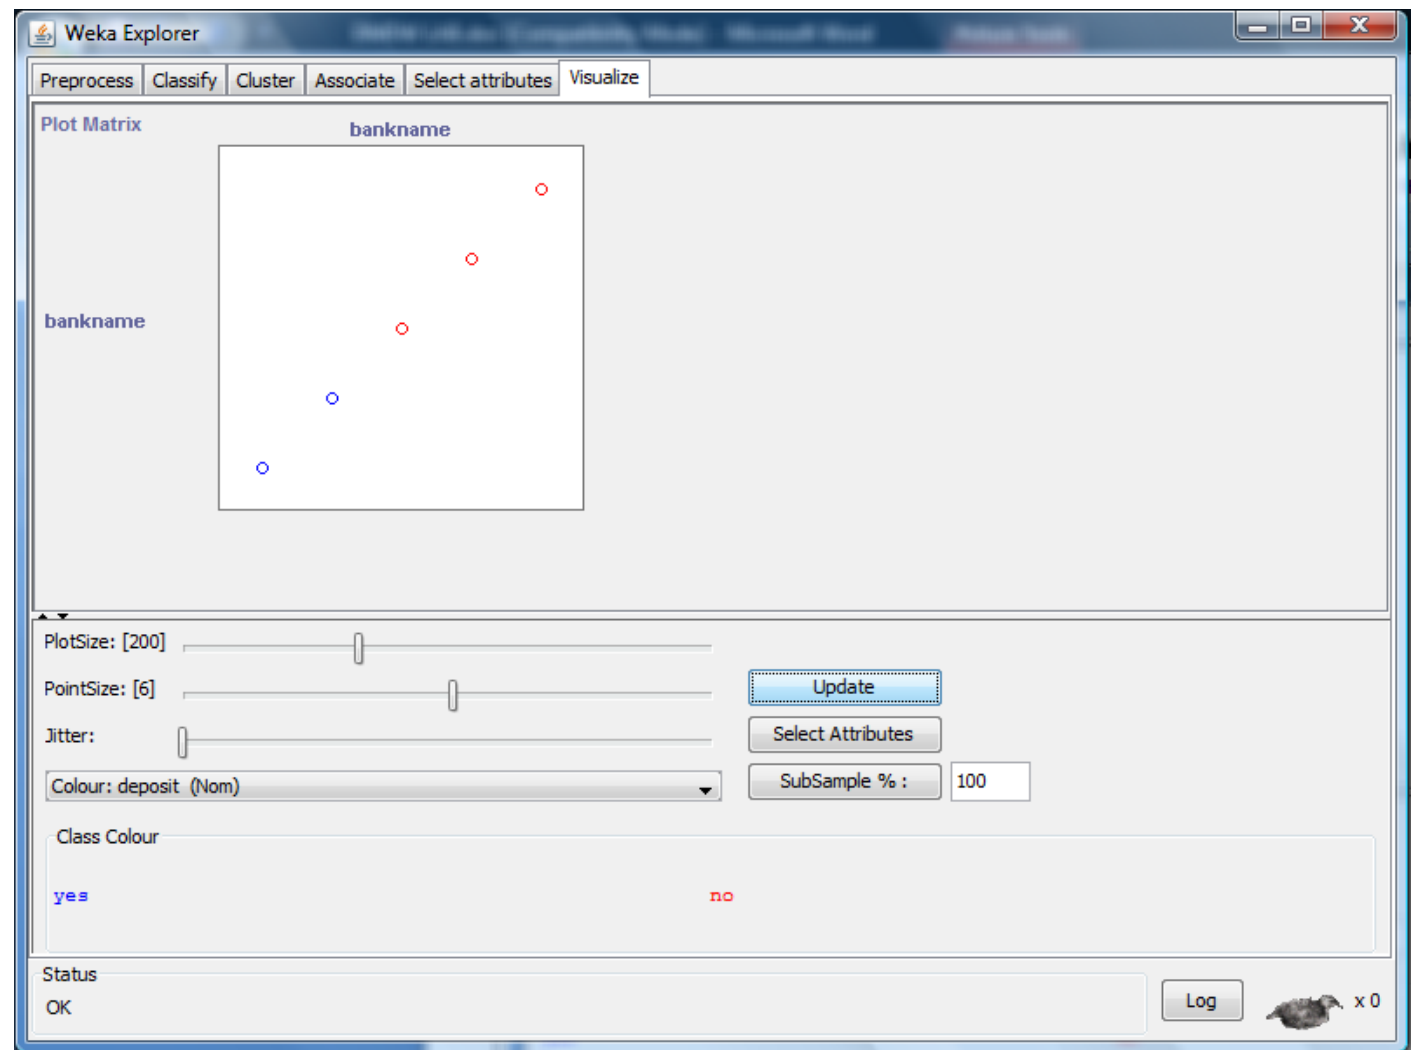 Weka Explorer
Preprocess Classify Cluster Associate Select attributes Visualize
Plot Matrix
bankname
bankname
PlotSize: [200]
PointSize: [6]
Update
Jitter:
Select Attributes
Colour: deposit (Nom)
SubSample % :
100
Class Colour
yes
no
Status
OK
Log
x 0